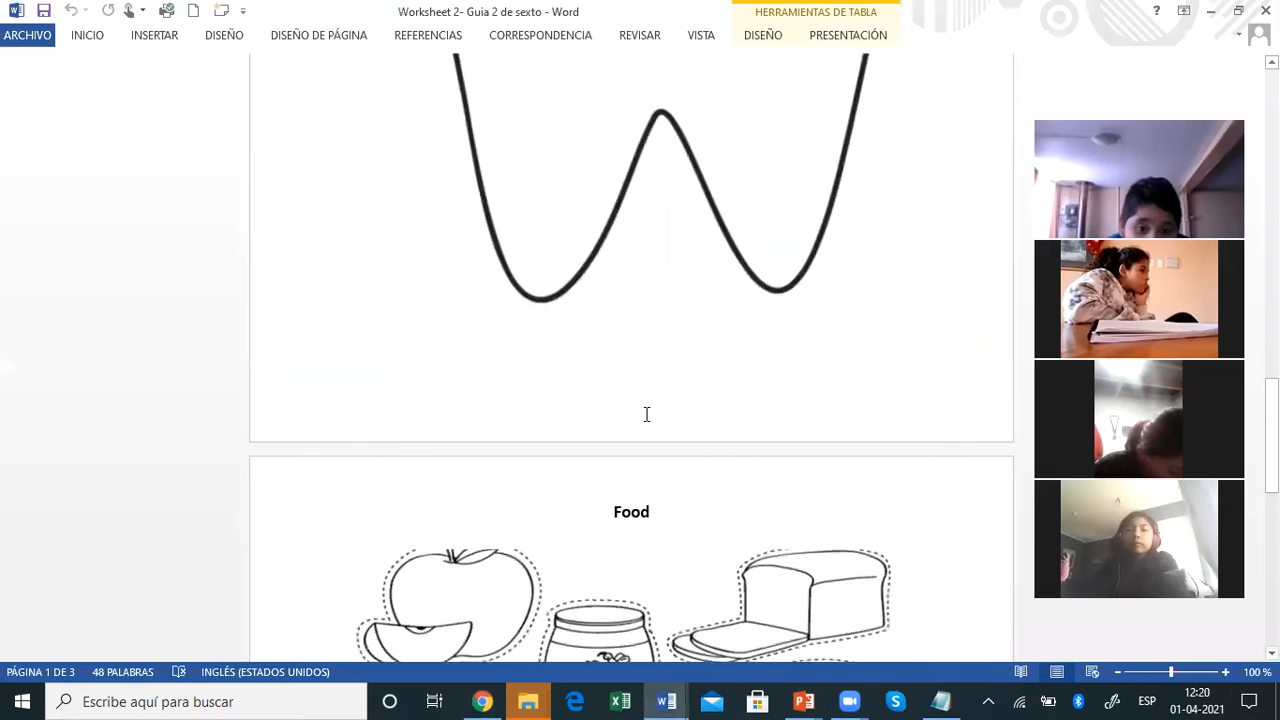 Worksheet 2- Guia 2 de sexto - Word
HERRAMIENTAS DE TABLA
?
ARCHIVO INICIO INSERTAR DISEÑO DISEÑO DE PÁGINA REFERENCIAS CORRESPONDENCIA REVISAR VISTA DISEÑO PRESENTACIÓN
Food
PÁGINA 1 DE 3 48 PALABRAS INGLÉS (ESTADOS UNIDOS) 100 %
Escribe aquí para buscar
ESP
12:20
01-04-2021